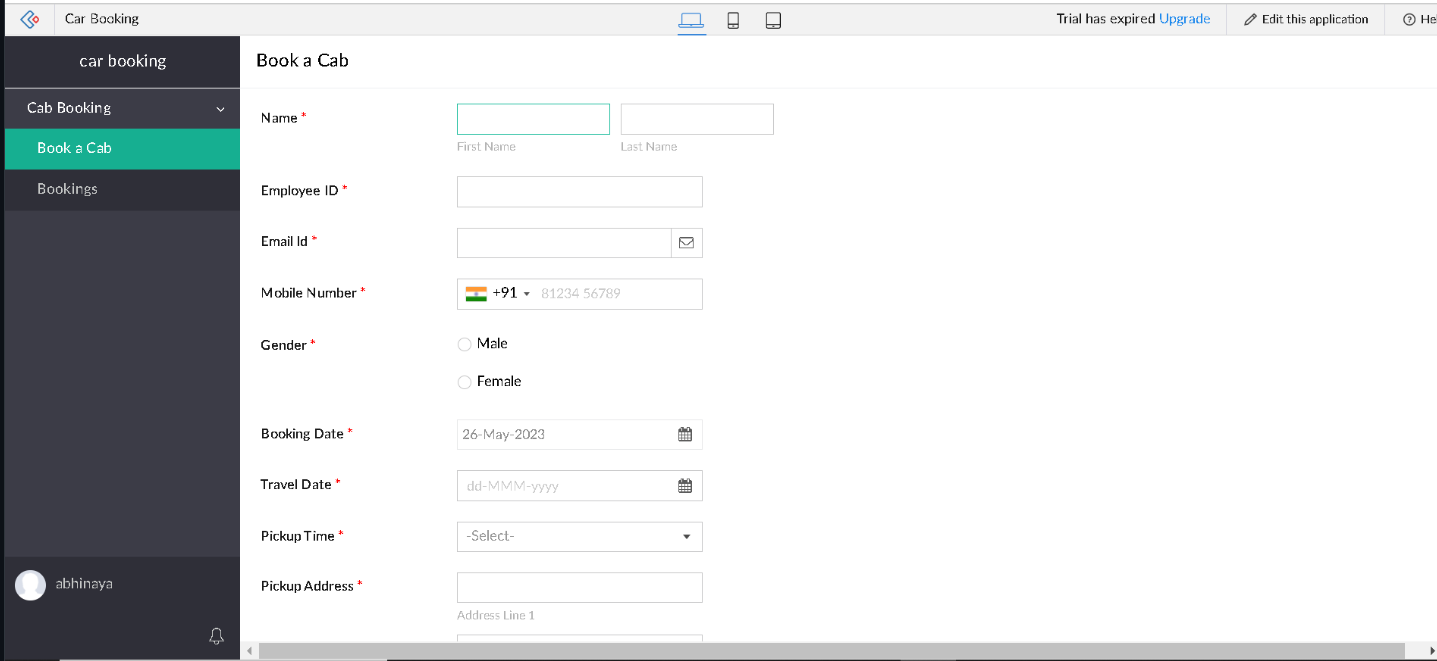 Car Booking
Trial has expired Upgrade
Edit this application
car booking
Book a Cab
Cab Booking
Book a Cab
Bookings
Name *
First Name
Last Name
Employee ID *
Email Id *
Mobile Number *
+91 81234 56789
Gender *
Male
Female
Booking Date *
26-May-2023
Travel Date *
dd-MMM-yyyy
Pickup Time *
-Select-
Pickup Address *
Address Line 1
abhinaya